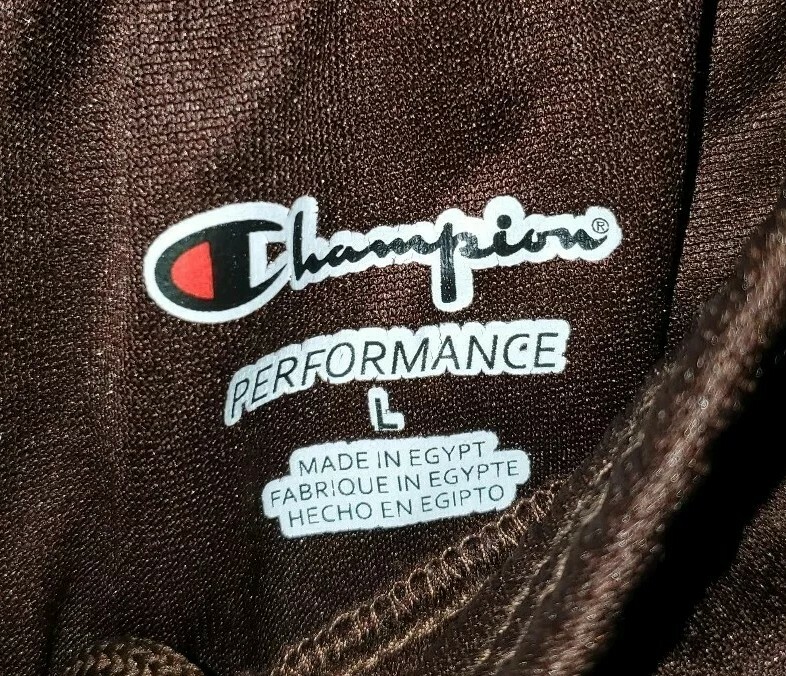 Champion®
PERFORMANCE
L
MADE IN EGYPT
FABRIQUE IN EGYPTE
HECHO EN EGIPTO